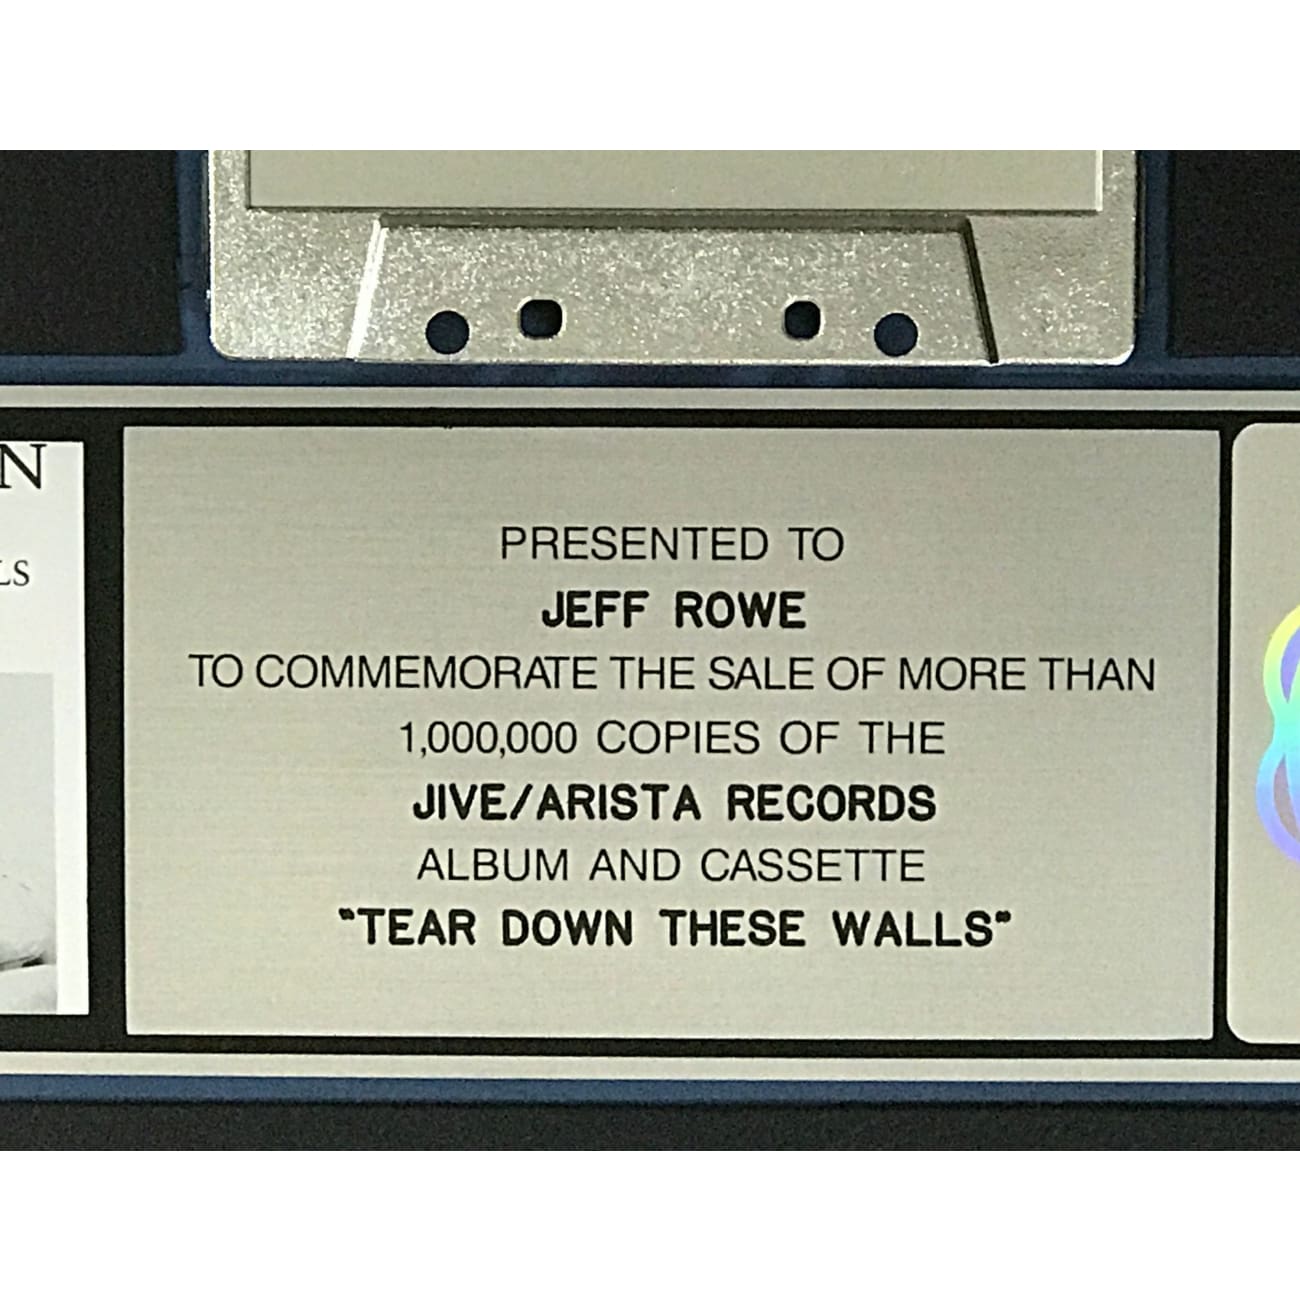 N
LS
PRESENTED TO
JEFF ROWE
TO COMMEMORATE THE SALE OF MORE THAN
1,000,000 COPIES OF THE
JIVE/ARISTA RECORDS
ALBUM AND CASSETTE
"TEAR DOWN THESE WALLS"